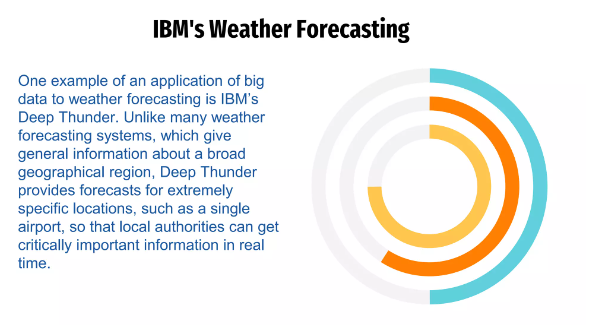 IBM's Weather Forecasting
One example of an application of big
data to weather forecasting is IBM’s
Deep Thunder. Unlike many weather
forecasting systems, which give
general information about a broad
geographical region, Deep Thunder
provides forecasts for extremely
specific locations, such as a single
airport, so that local authorities can get
critically important information in real
time.